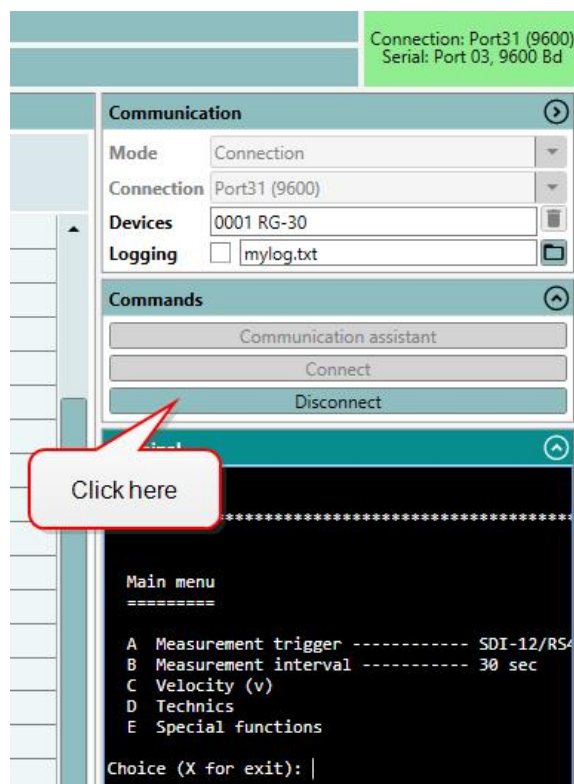 Connection: Port31 (9600)
Serial: Port 03, 9600 Bd
Communication
Mode Connection
Connection Port31 (9600)
Devices 0001 RG-30
Logging mylog.txt
Commands
Communication assistant
Connect
Disconnect
Click here
****************************************
Main menu
=========
A Measurement trigger ------------ SDI-12/RS4
B Measurement interval ----------- 30 sec
C Velocity (v)
D Technics
E Special functions
Choice (X for exit):